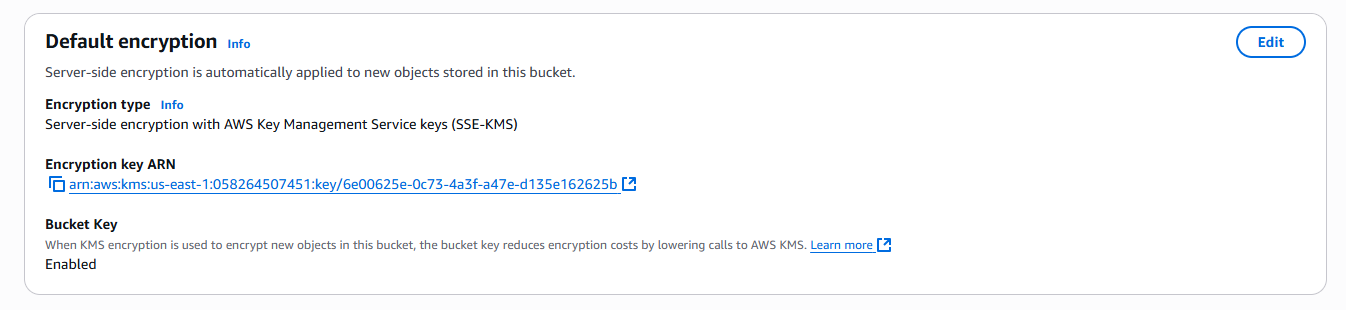 Default encryption Info
Edit
Server-side encryption is automatically applied to new objects stored in this bucket.
Encryption type Info
Server-side encryption with AWS Key Management Service keys (SSE-KMS)
Encryption key ARN
arn:aws:kms:us-east-1:058264507451:key/6e00625e-0c73-4a3f-a47e-d135e162625b
Bucket Key
When KMS encryption is used to encrypt new objects in this bucket, the bucket key reduces encryption costs by lowering calls to AWS KMS. Learn more
Enabled